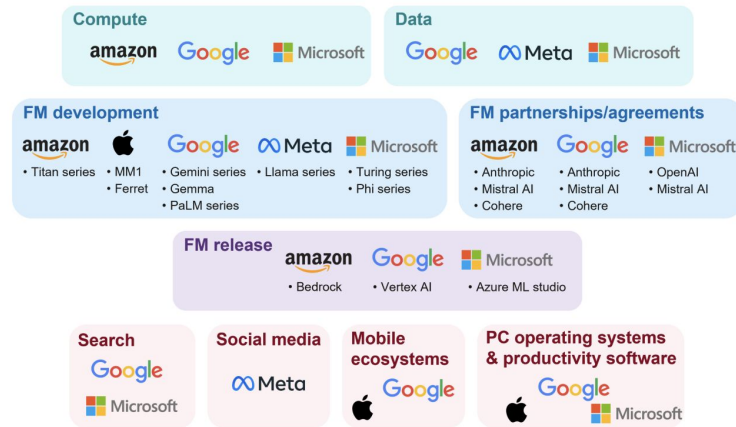 Compute
amazon Google Microsoft
Data
Google Meta Microsoft
FM development
amazon
• Titan series
• MM1
• Ferret
Google
• Gemini series
• Gemma
• PaLM series
Meta
• Llama series
Microsoft
• Turing series
• Phi series
FM partnerships/agreements
amazon
• Anthropic
• Mistral AI
• Cohere
Google
• Anthropic
• Mistral AI
• Cohere
Microsoft
• OpenAI
• Mistral AI
FM release
amazon
• Bedrock
Google
• Vertex AI
Microsoft
• Azure ML studio
Search
Google
Microsoft
Social media
Meta
Mobile
ecosystems
Google
PC operating systems
& productivity software
Google
Microsoft